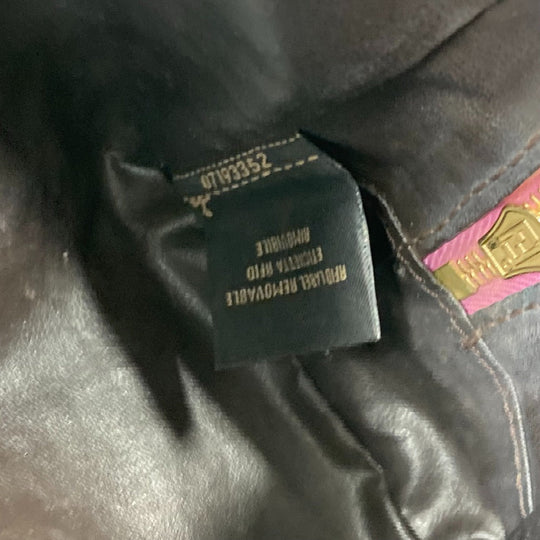 RFID LABEL REMOVABLE
ETICHETTA RFID
RIMOVIBILE
07193352